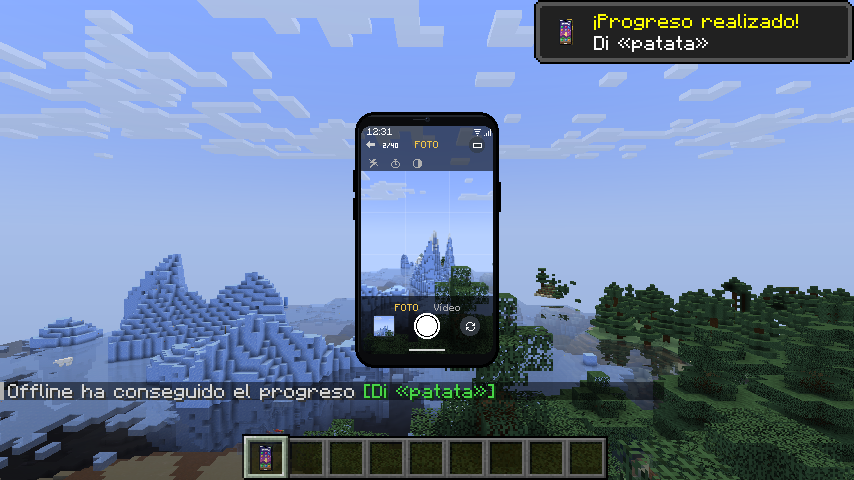 ¡Progreso realizado!
Di «patata»
12:31
2/40 FOTO
FOTO Vídeo
Offline ha conseguido el progreso [Di «patata»]